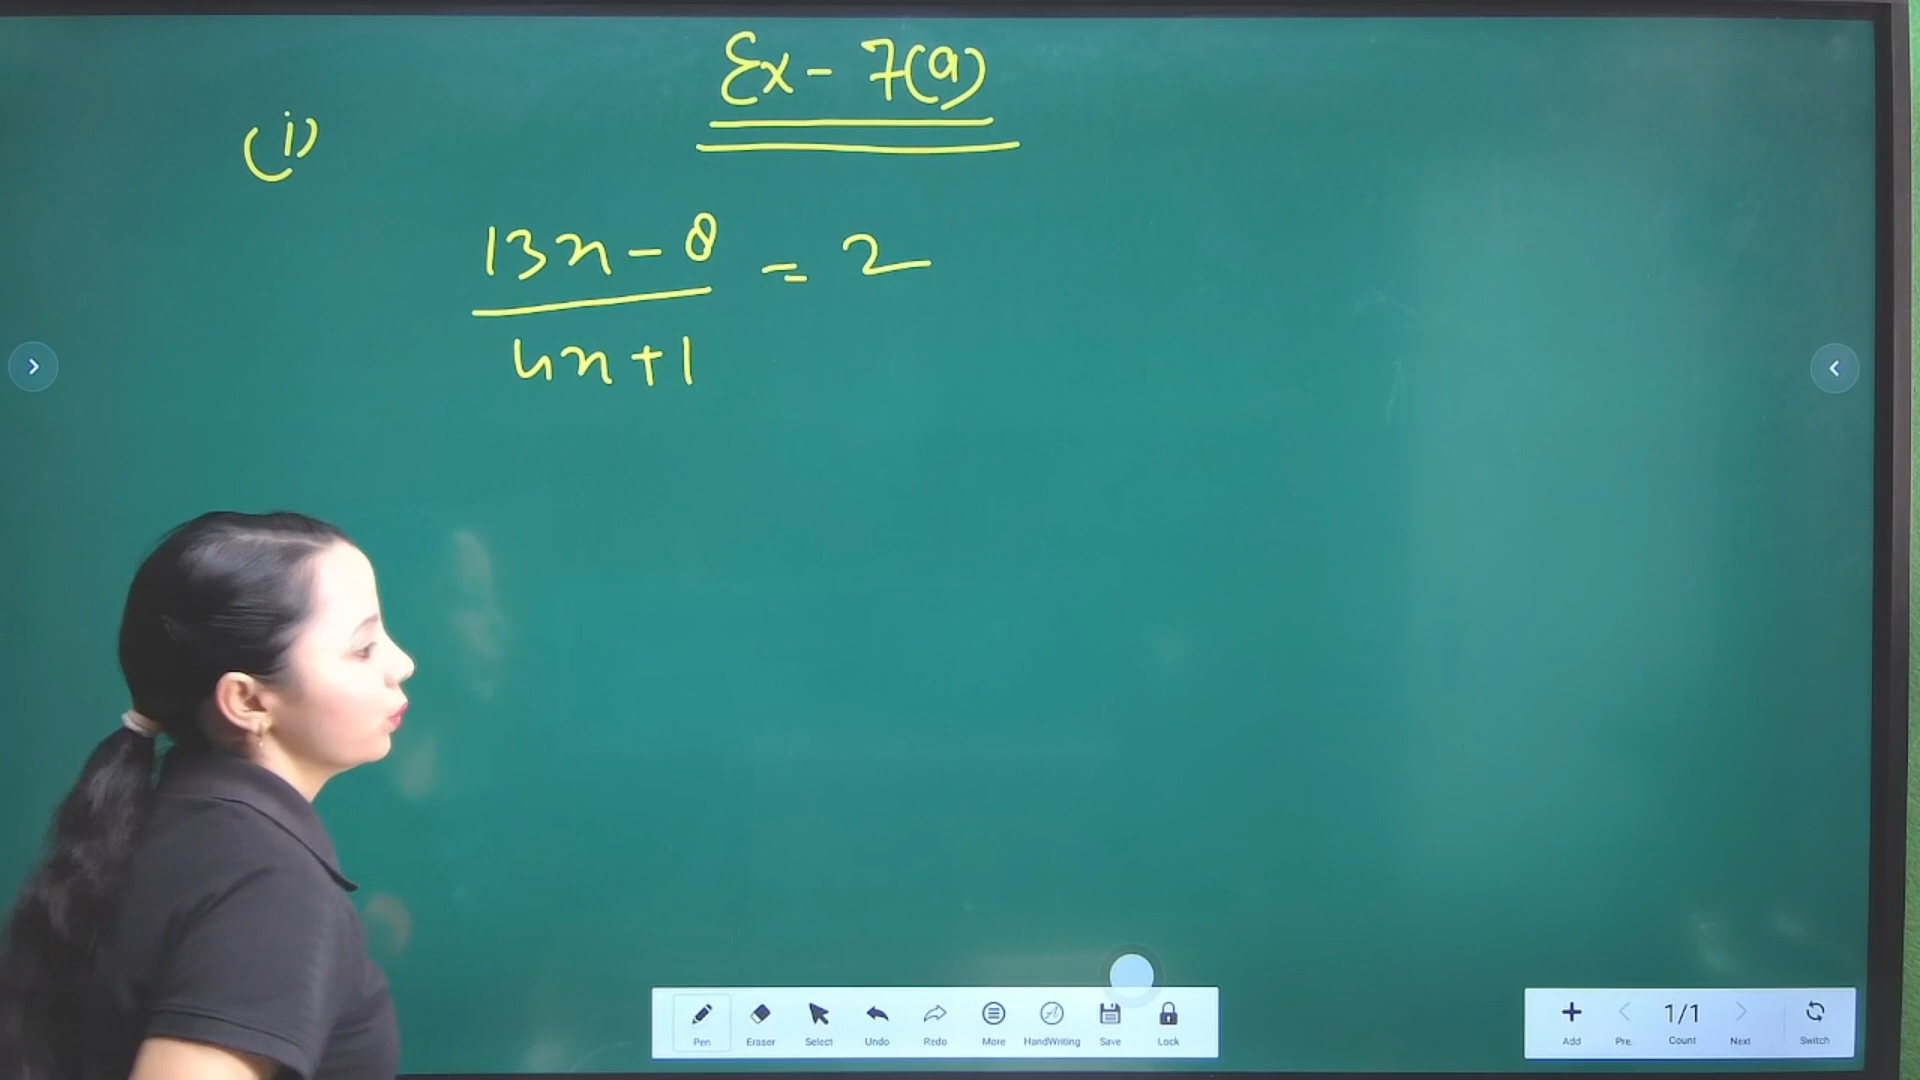 Ex - 7(a)
(i)
13x - 8 = 2
4x + 1
Pen Eraser Select Undo Redo More HandWriting Save Lock
1/1
Add Pre. Count Next Switch